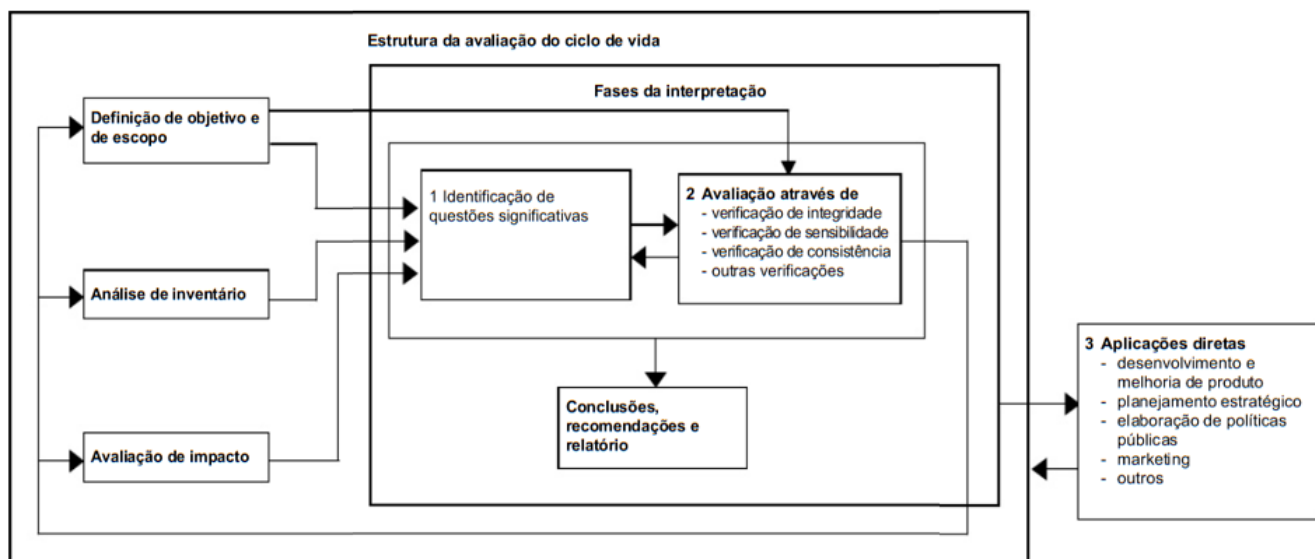 Estrutura da avaliação do ciclo de vida
Fases da interpretação
Definição de objetivo e
de escopo
1 Identificação de
questões significativas
2 Avaliação através de
- verificação de integridade
- verificação de sensibilidade
- verificação de consistência
- outras verificações
Análise de inventário
3 Aplicações diretas
- desenvolvimento e
melhoria de produto
- planejamento estratégico
- elaboração de políticas
públicas
- marketing
- outros
Conclusões,
recomendações e
relatório
Avaliação de impacto